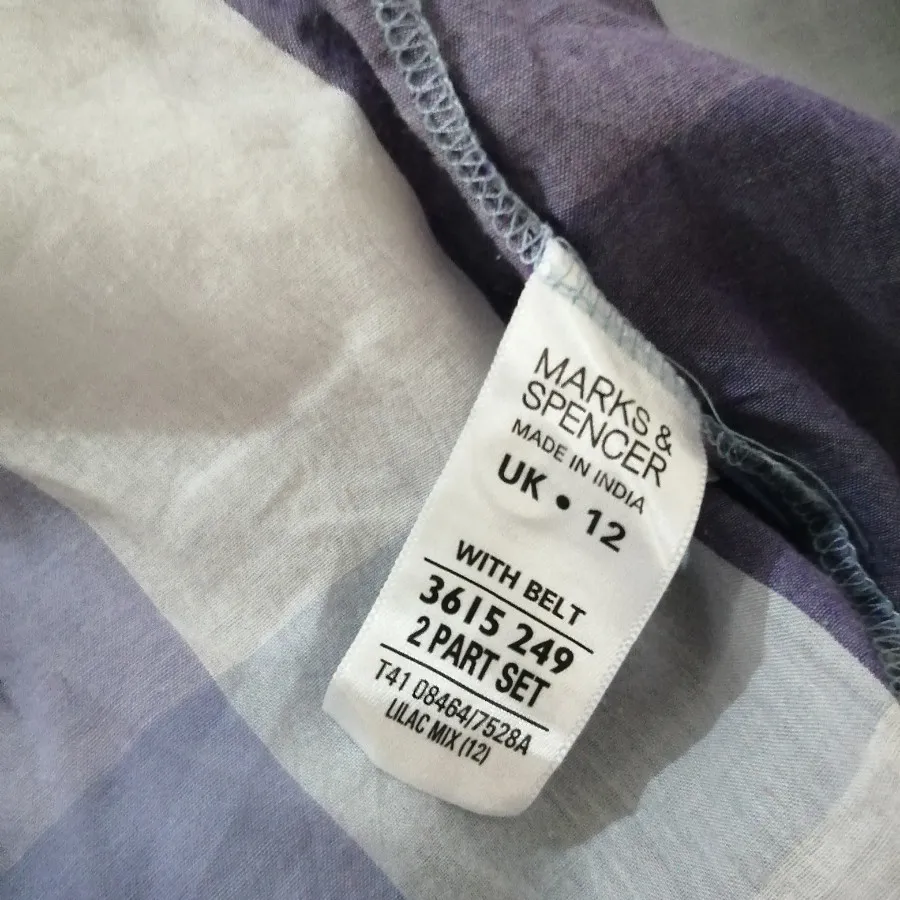 MARKS &
SPENCER
MADE IN INDIA
UK • 12
WITH BELT
3615 249
2 PART SET
T41 08464/7528A
LILAC MIX (12)